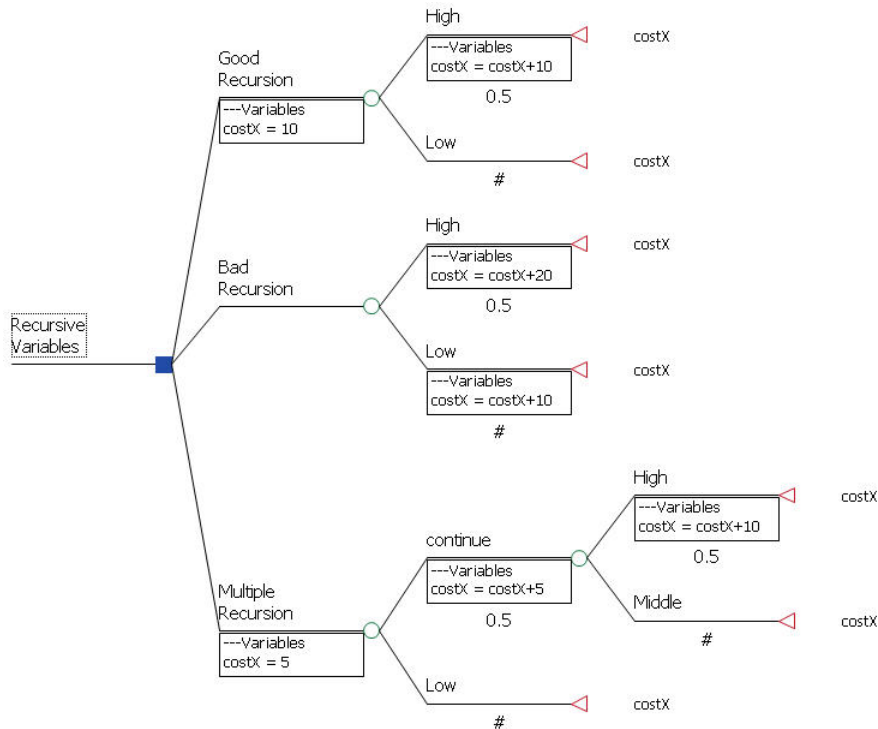 High
---Variables
costX = costX+10
0.5
costX
Good
Recursion
---Variables
costX = 10
Low
#
costX
High
---Variables
costX = costX+20
0.5
costX
Bad
Recursion
Low
---Variables
costX = costX+10
#
costX
Recursive
Variables
High
---Variables
costX = costX+10
0.5
costX
continue
---Variables
costX = costX+5
0.5
Middle
#
costX
Multiple
Recursion
---Variables
costX = 5
Low
#
costX